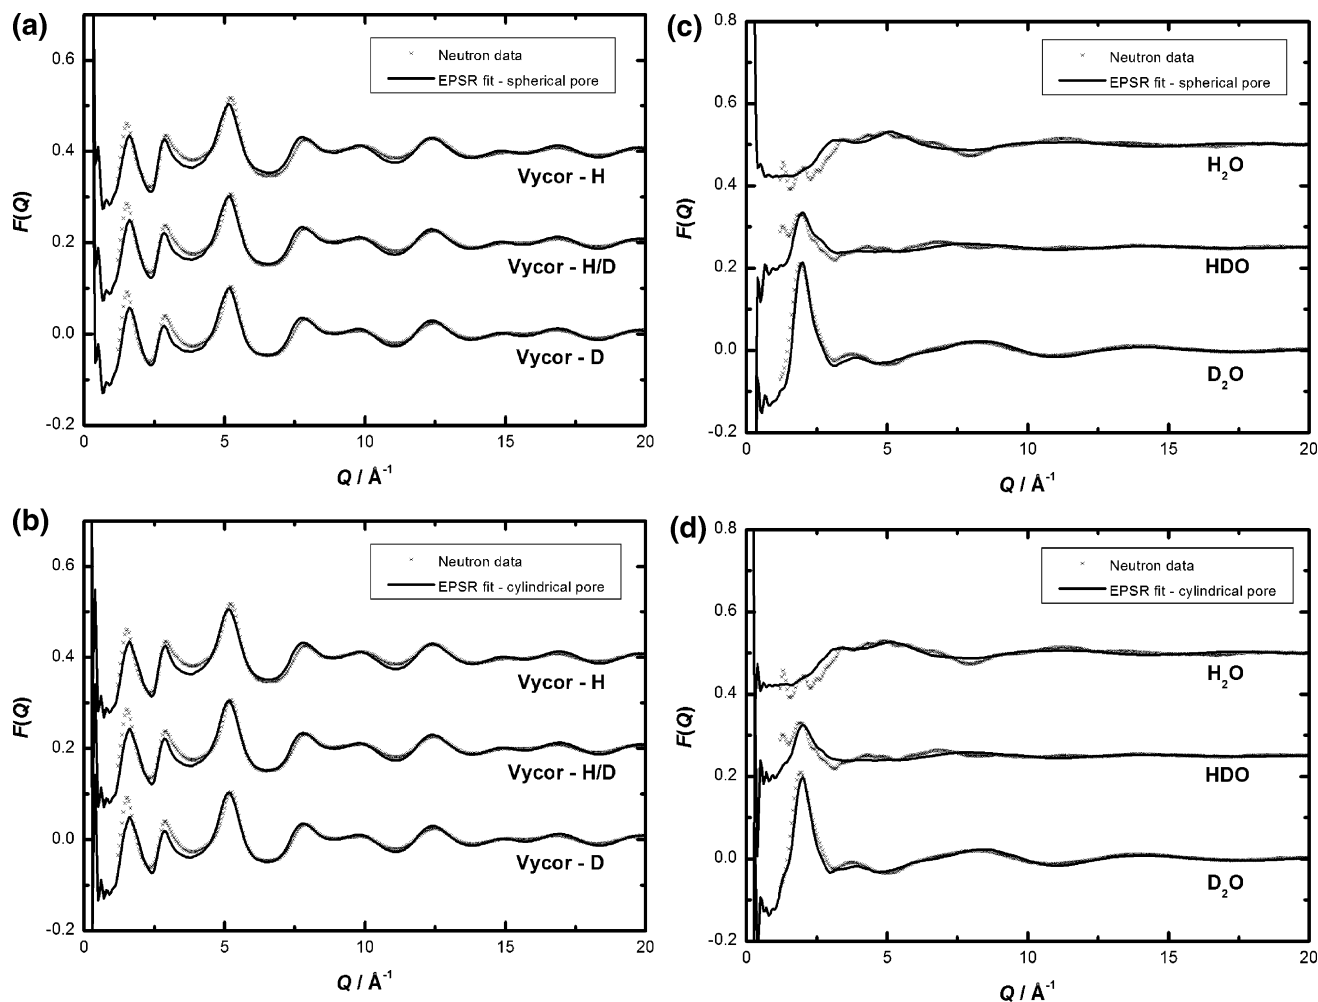 (a)
0.6
0.4
0.2
0.0
-0.2
F(Q)
Neutron data
EPSR fit - spherical pore
Vycor - H
Vycor - H/D
Vycor - D
0 5 10 15 20
Q / Å-1
(c)
0.8
0.6
0.4
0.2
0.0
-0.2
F(Q)
Neutron data
EPSR fit - spherical pore
H2O
HDO
D2O
0 5 10 15 20
Q / Å-1
(b)
0.6
0.4
0.2
0.0
-0.2
F(Q)
Neutron data
EPSR fit - cylindrical pore
Vycor - H
Vycor - H/D
Vycor - D
0 5 10 15 20
Q / Å-1
(d)
0.8
0.6
0.4
0.2
0.0
-0.2
F(Q)
Neutron data
EPSR fit - cylindrical pore
H2O
HDO
D2O
0 5 10 15 20
Q / Å-1